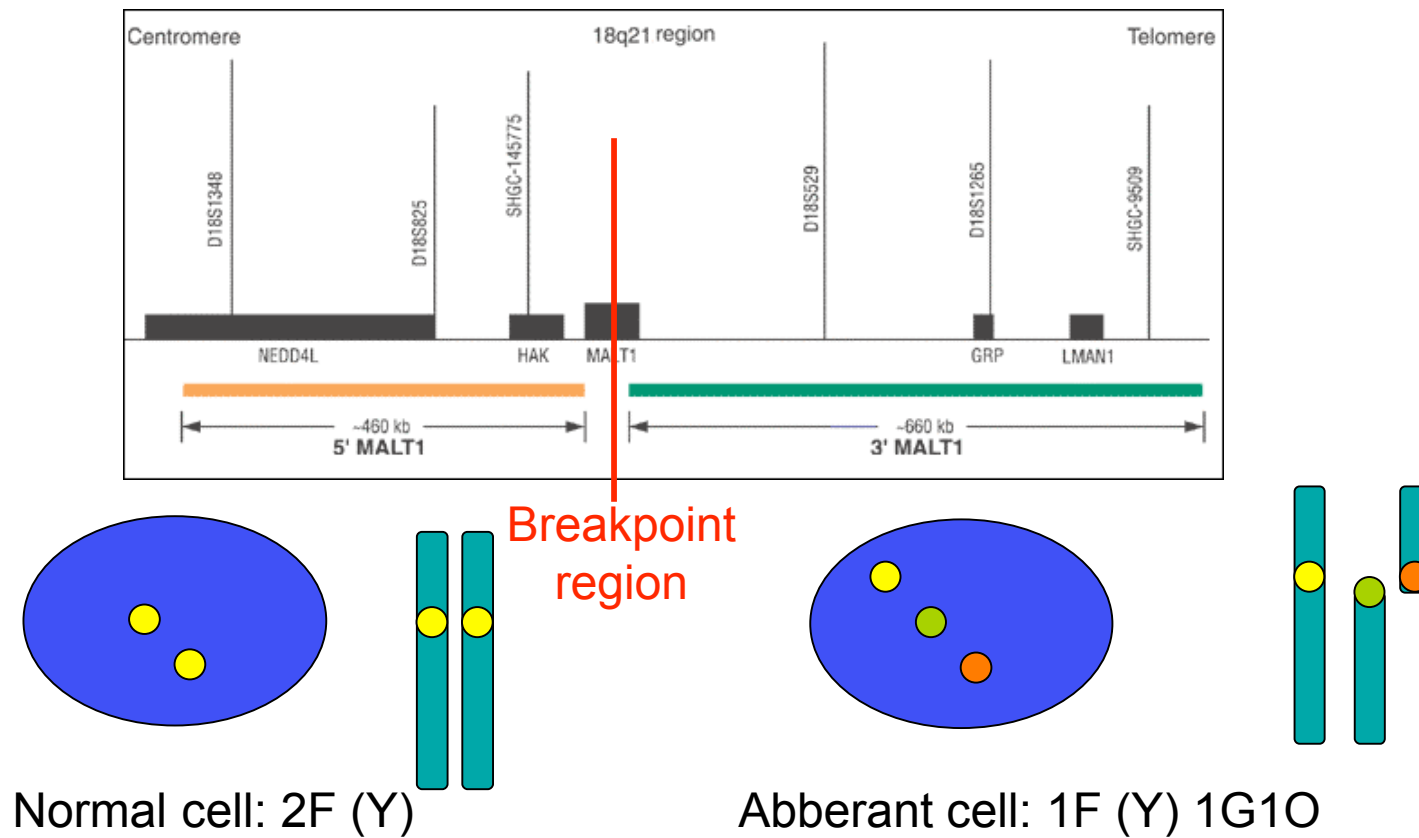 Centromere 18q21 region Telomere
D18S1348
D18S825
SHGC-145775
D18S529
D18S1265
SHGC-9509
NEDD4L HAK MALT1 GRP LMAN1
~460 kb ~660 kb
5' MALT1 3' MALT1
Breakpoint
region
Normal cell: 2F (Y) Abberant cell: 1F (Y) 1G1O